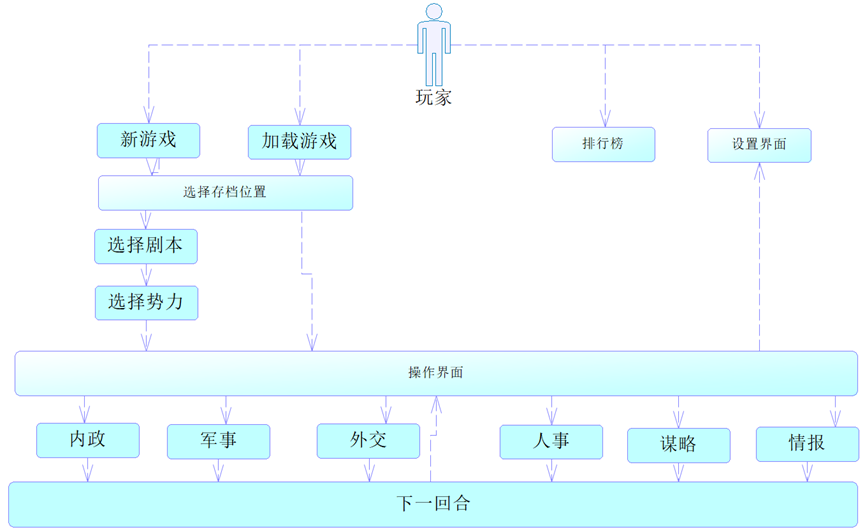 玩家
新游戏
加载游戏
排行榜
设置界面
选择存档位置
选择剧本
选择势力
操作界面
内政
军事
外交
人事
谋略
情报
下一回合